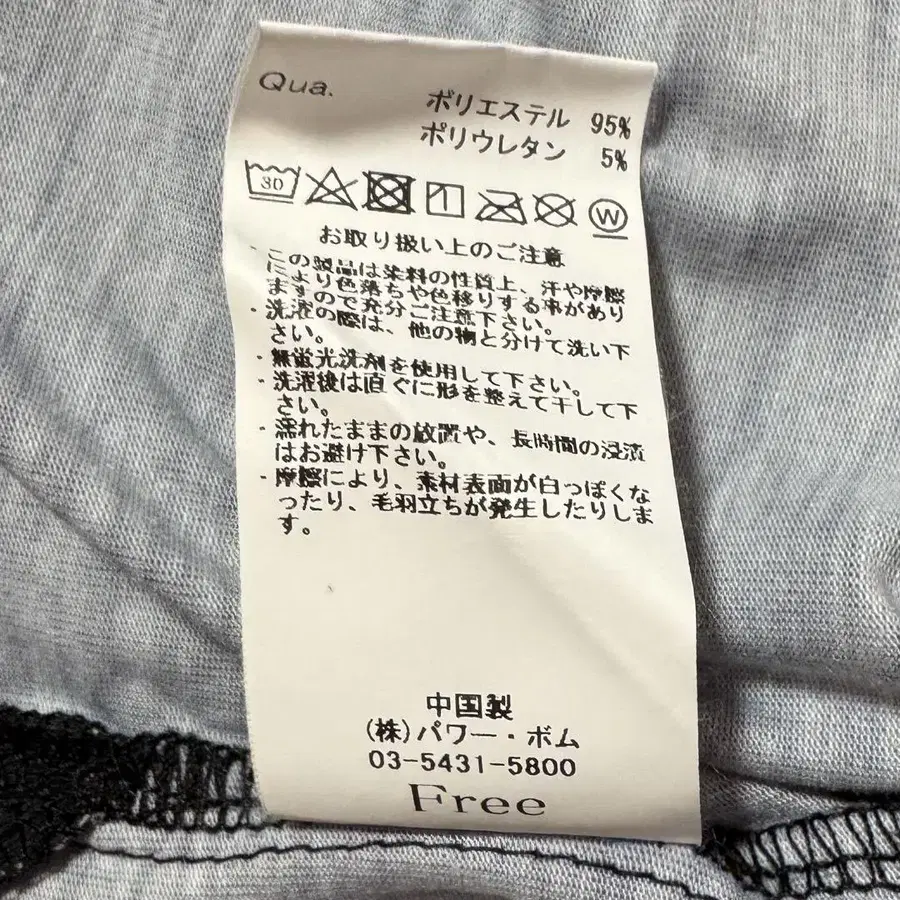 Qua.
ポリエステル 95%
ポリウレタン 5%
30
W
お取り扱い上のご注意
・この製品は染料の性質上、汗や摩擦
により色落ちや色移りする事があり
ますので充分ご注意下さい。
・洗濯の際は、他の物と分けて洗い下
さい。
・無蛍光洗剤を使用して下さい。
・洗濯後は直ぐに形を整えて干して下
さい。
・濡れたままの放置や、長時間の浸漬
はお避け下さい。
・摩擦により、素材表面が白っぽくな
ったり、毛羽立ちが発生したりしま
す。
中国製
(株)パワー・ボム
03-5431-5800
Free